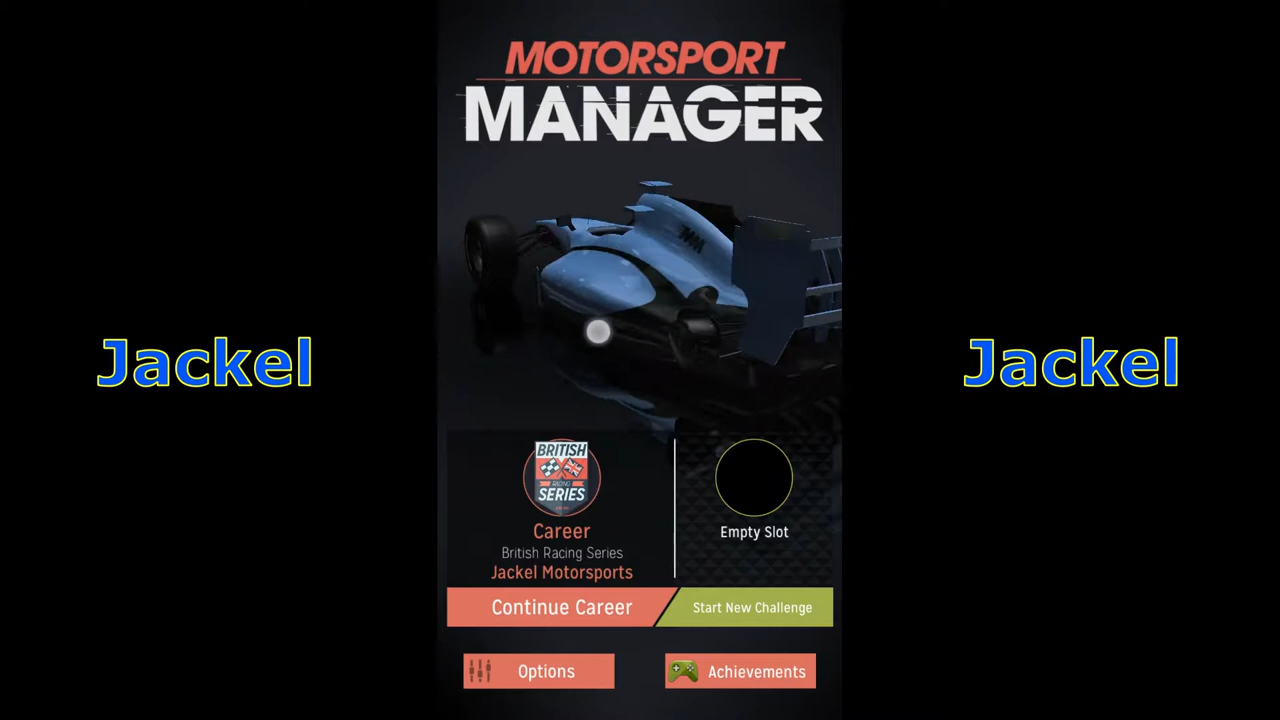 MOTORSPORT
MANAGER
Jackel
Jackel
BRITISH
RACING
SERIES
Career
British Racing Series
Jackel Motorsports
Empty Slot
Continue Career
Start New Challenge
Options
Achievements